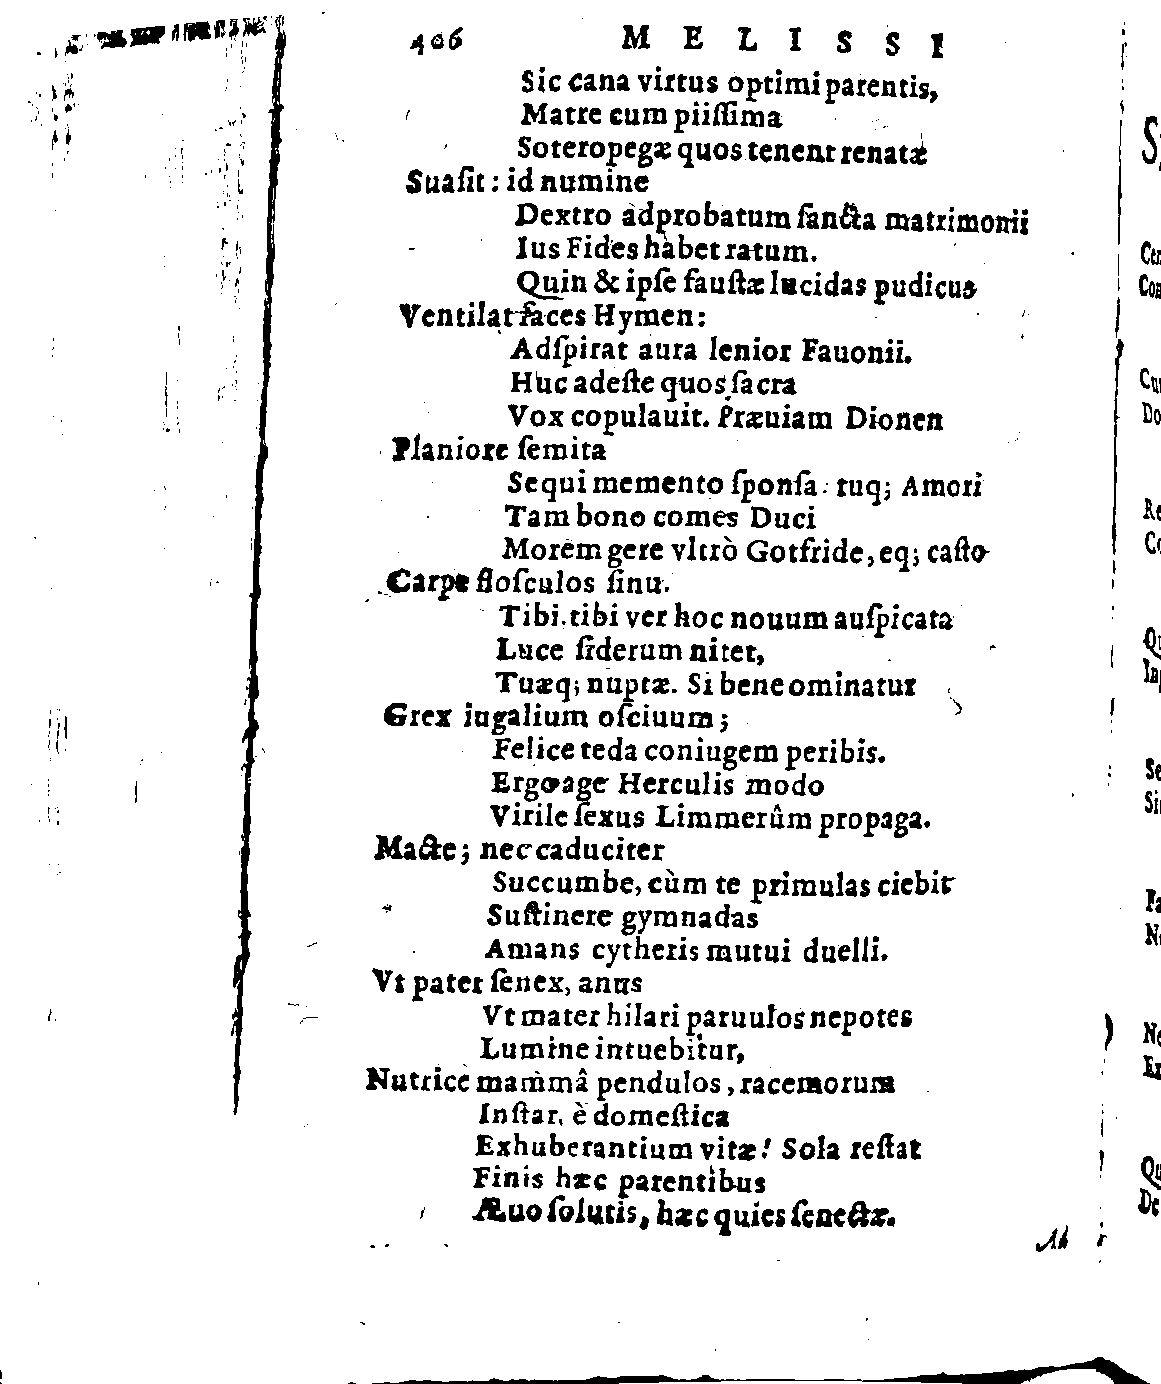 406 MELISSI
Sic cana virtus optimi parentis,
Matre cum piiſſima
Soteropegæ quos tenent renatæ
Suaſit: id numine
Dextro àdprobatum ſancta matrimonii
Ius Fides habet ratum.
Quin & ipſe fauſtæ lucidas pudicus
Ventilat faces Hymen:
Adſpirat aura lenior Fauonii.
Huc adeſte quos ſacra
Vox copulauit. Præuiam Dionen
Planiore ſemita
Sequi memento ſponſa: tuq; Amori
Tam bono comes Duci
Morem gere vltrò Gotfride, eq; caſto
Carpe floſculos ſinu.
Tibi, tibi ver hoc nouum auſpicata
Luce ſiderum nitet,
Tuæq; nuptæ. Si bene ominatur
Grex iugalium oſciuum;
Felice teda coniugem peribis.
Ergo age Herculis modo
Virile ſexus Limmerûm propaga.
Macte; nec caduciter
Succumbe, cùm te primulas ciebit
Suſtinere gymnadas
Amans cytheris mutui duelli.
Vt pater ſenex, anus
Vt mater hilari paruulos nepotes
Lumine intuebitur,
Nutrice mammâ pendulos, racemorum
Inſtar, è domeſtica
Exhuberantium vitæ! Sola reſtat
Finis hæc parentibus
Æuo ſolutis, hæc quies ſenectæ.